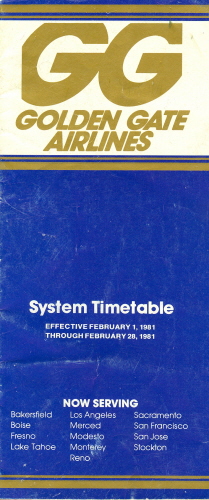 GG
GOLDEN GATE
AIRLINES
System Timetable
EFFECTIVE FEBRUARY 1, 1981
THROUGH FEBRUARY 28, 1981
NOW SERVING
Bakersfield Los Angeles Sacramento
Boise Merced San Francisco
Fresno Modesto San Jose
Lake Tahoe Monterey Stockton
Reno